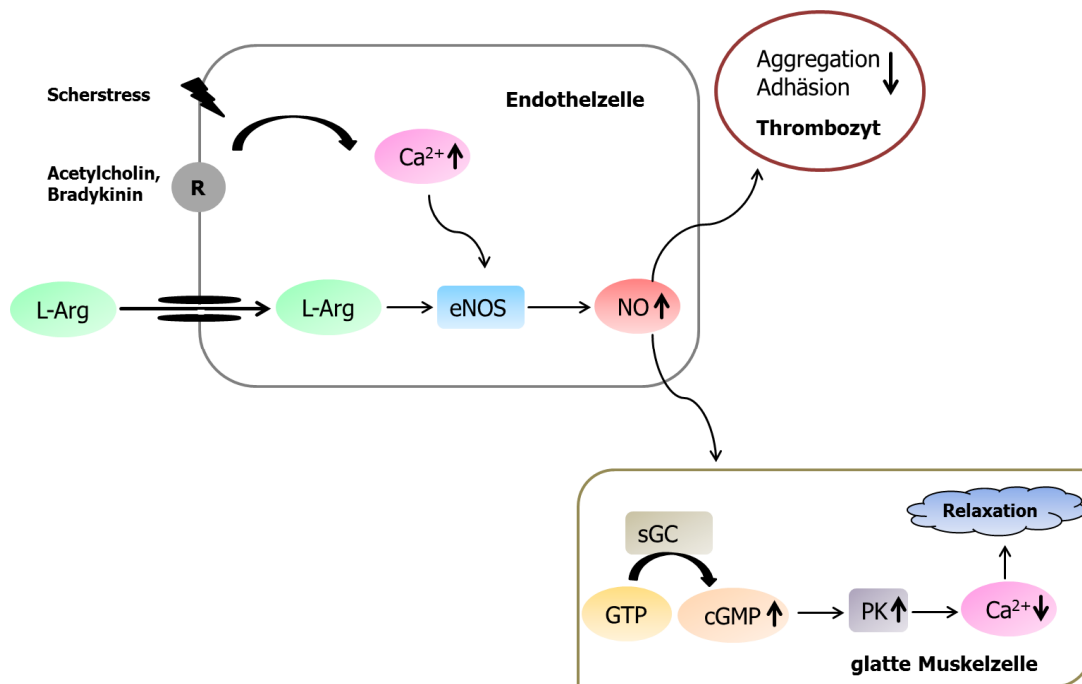 Scherstress
Endothelzelle
Aggregation
Adhäsion
Thrombozyt
Ca²⁺
Acetylcholin,
Bradykinin
R
L-Arg
L-Arg
eNOS
NO
sGC
GTP
cGMP
PK
Ca²⁺
Relaxation
glatte Muskelzelle